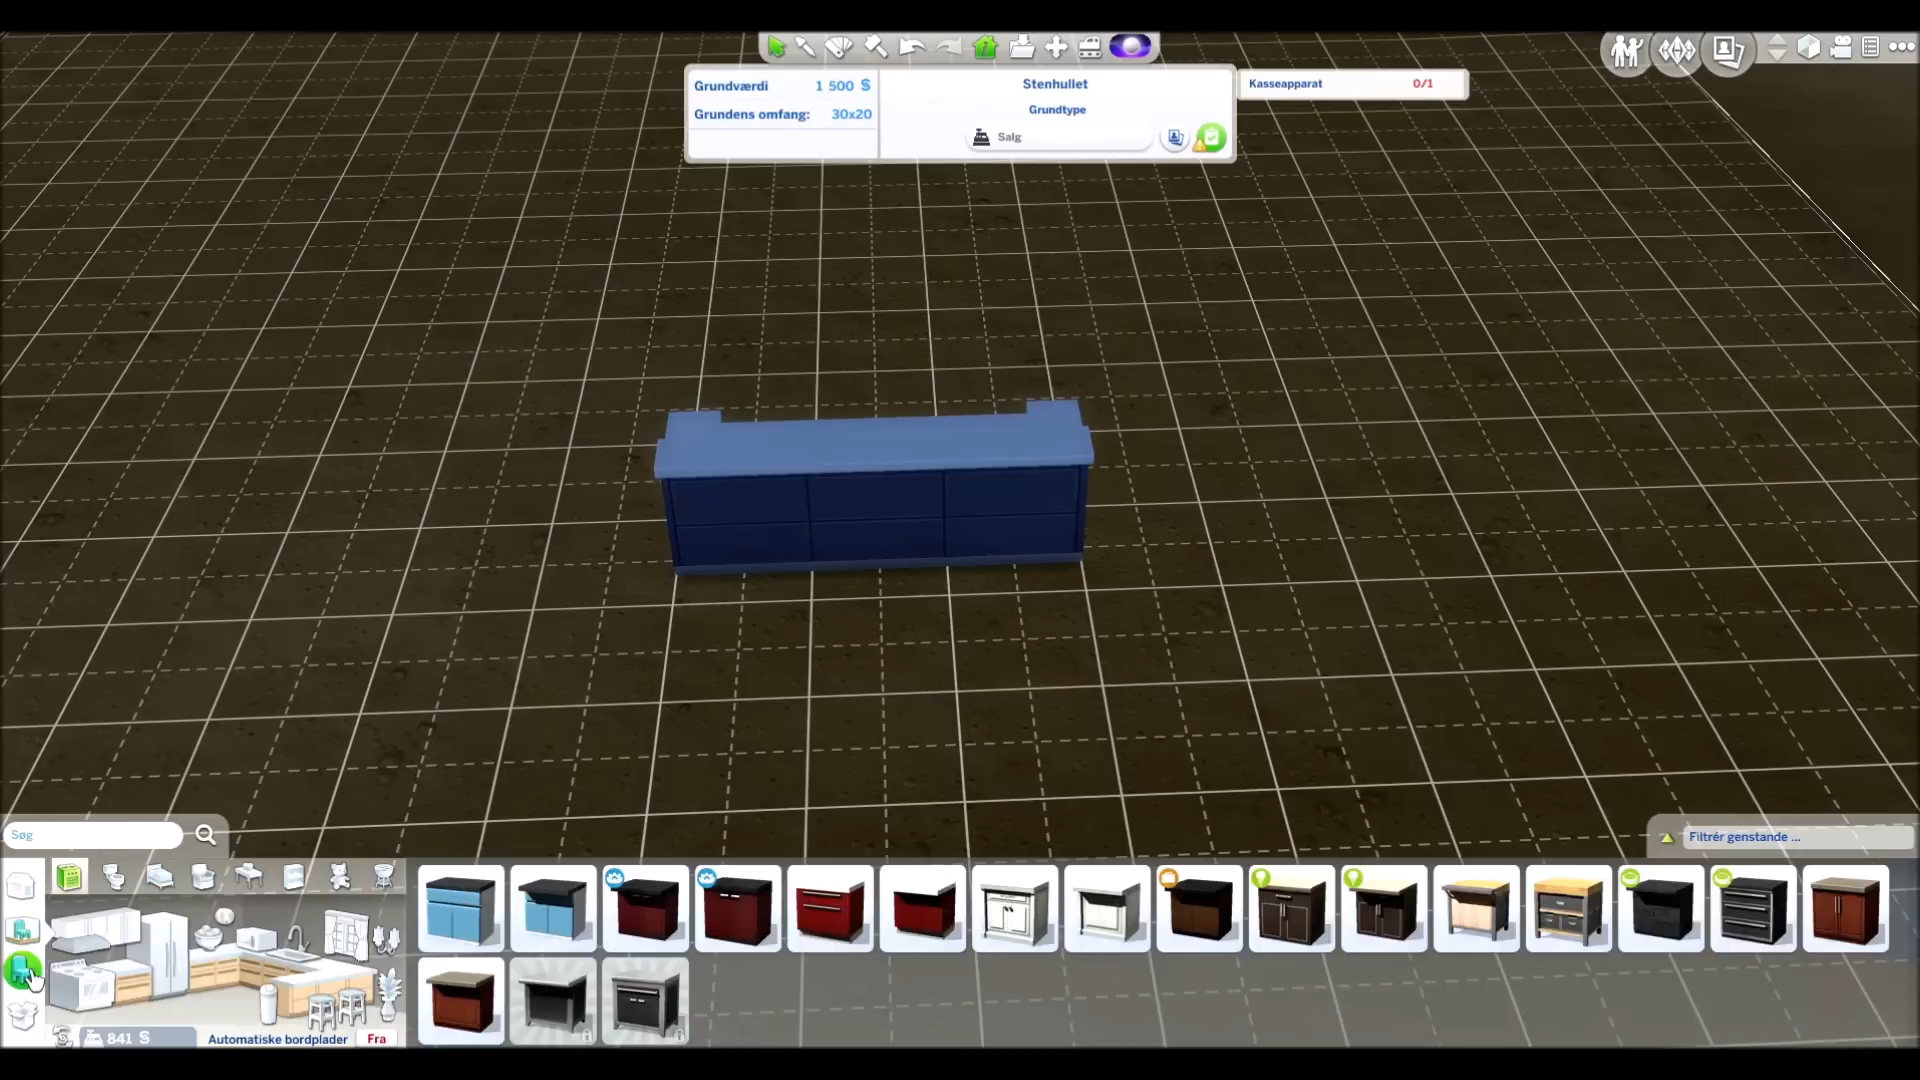 Grundværdi 1 500 $
Grundens omfang: 30x20
Stenhullet
Grundtype
Salg
Kasseapparat 0/1
Søg
Filtrér genstande ...
841 $
Automatiske bordplader Fra